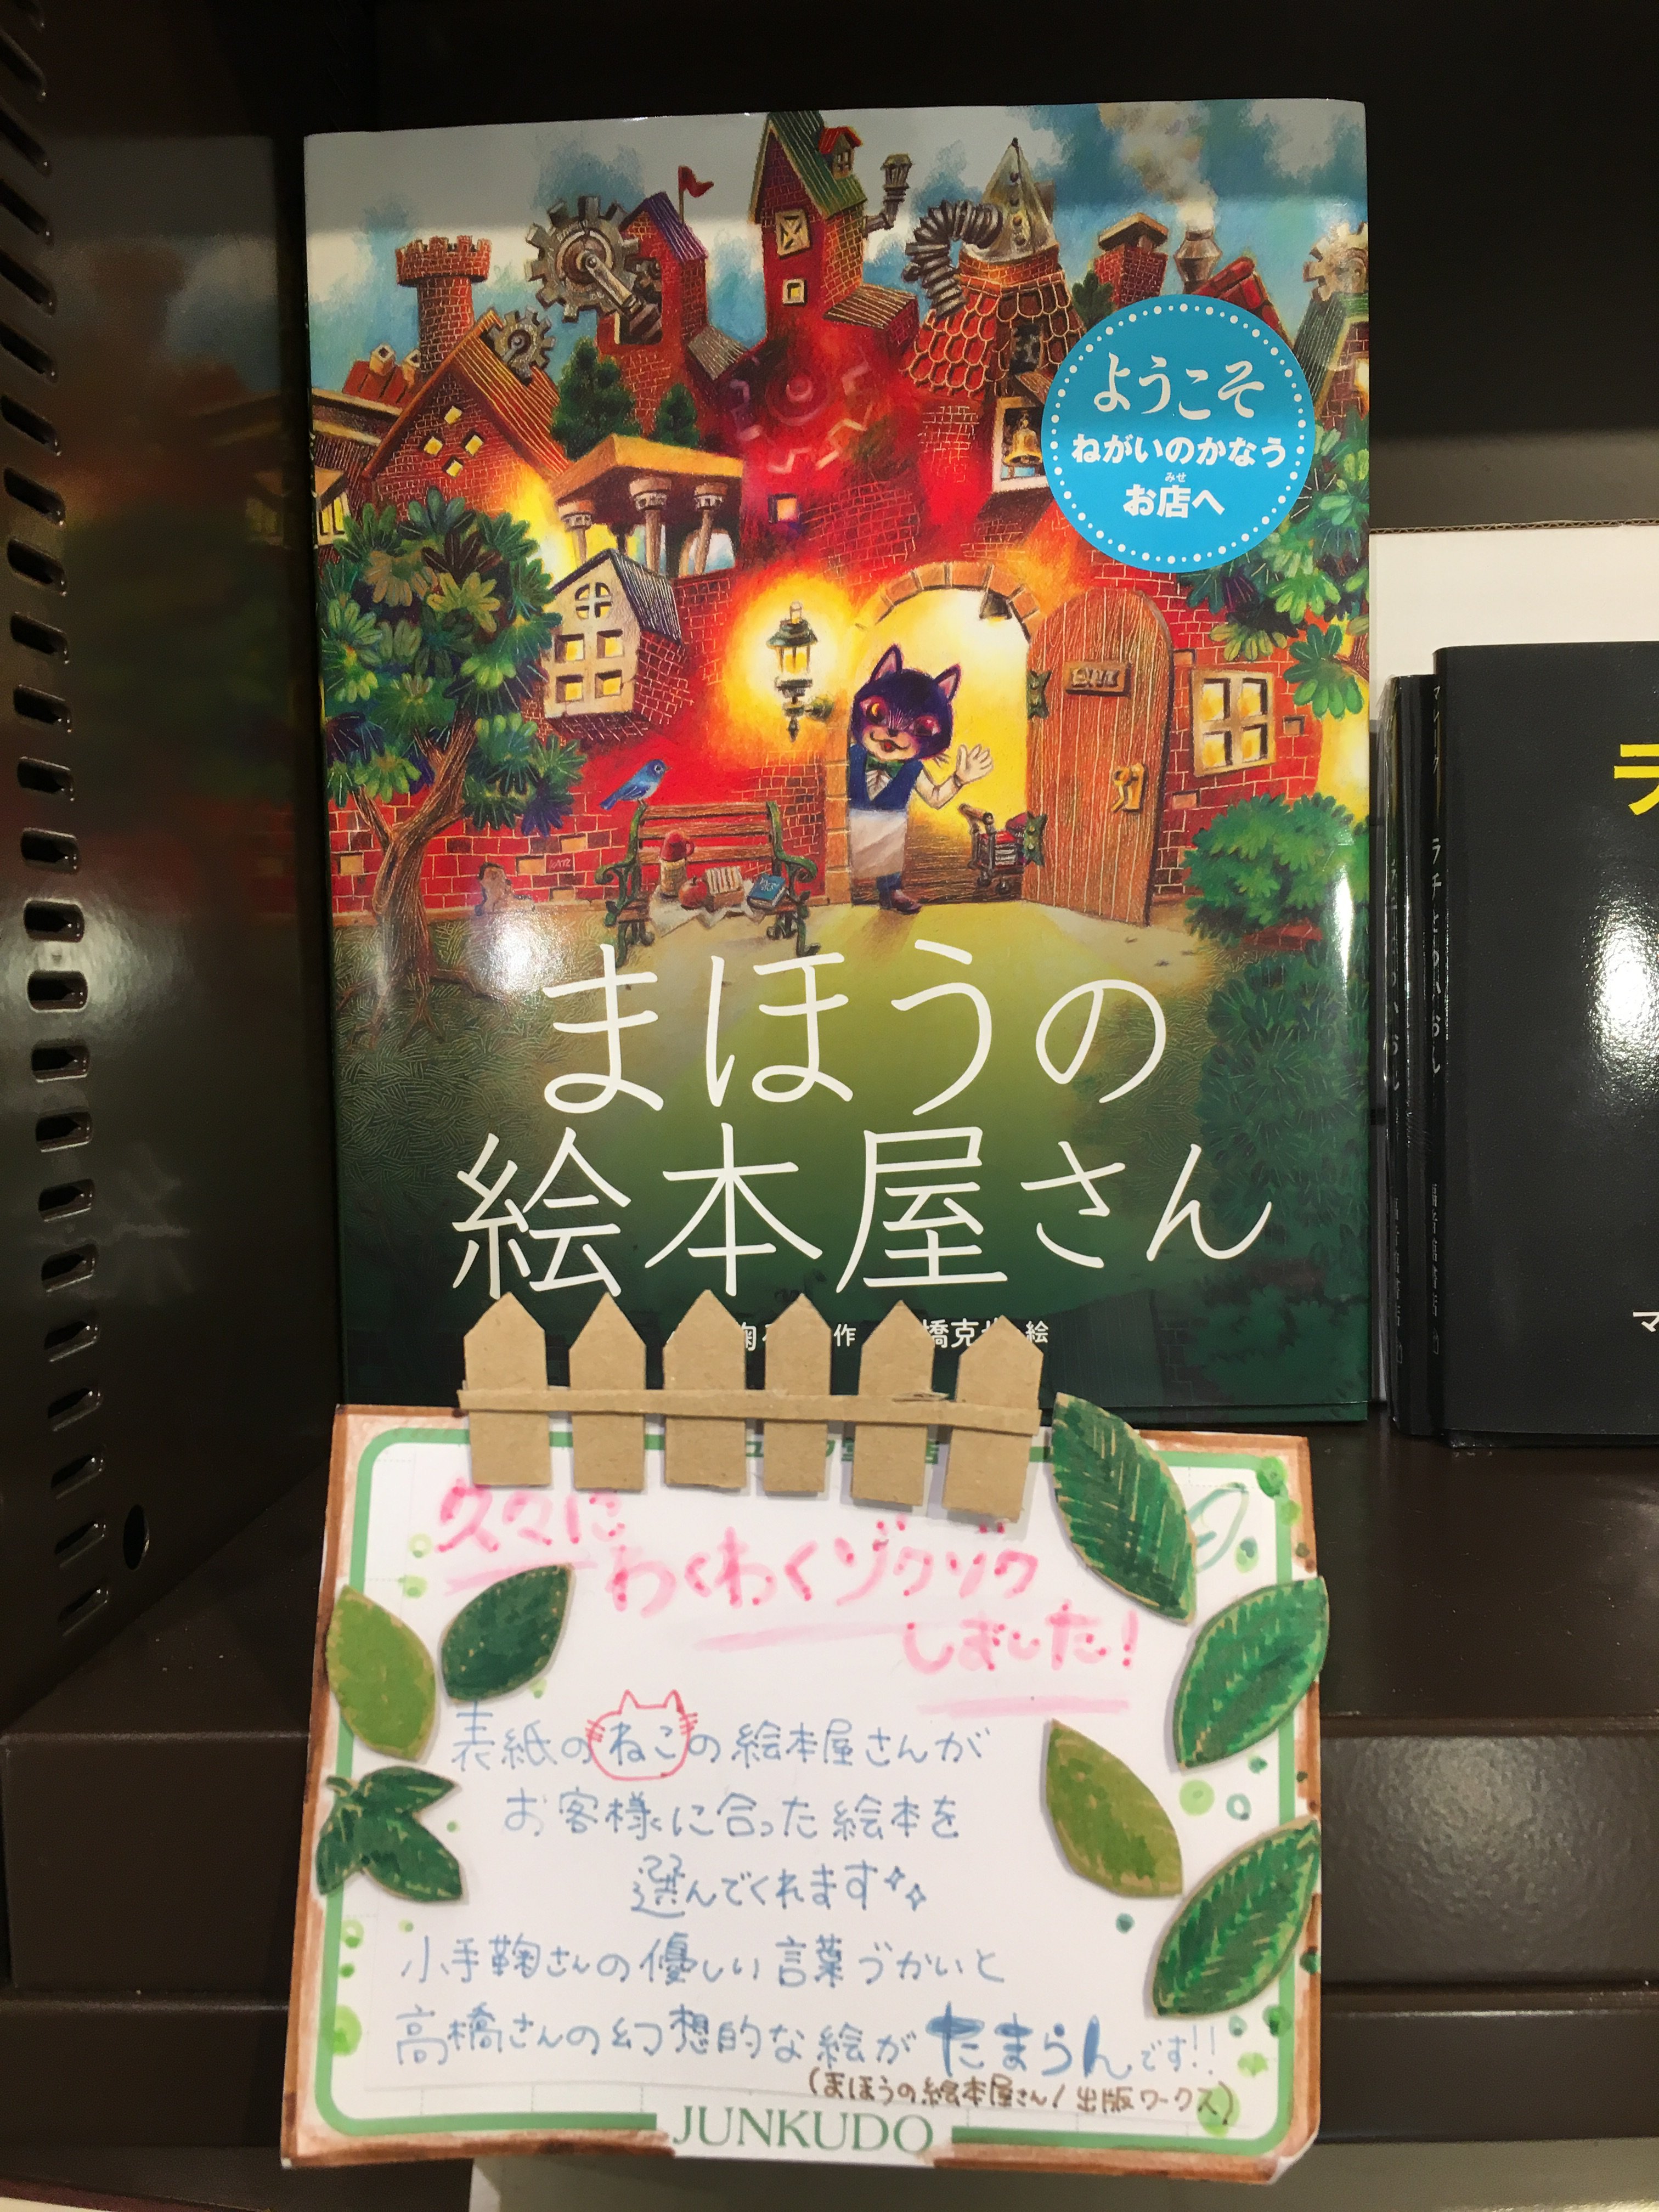 ようこそ
ねがいのかなう
みせ
お店へ
まほうの
絵本屋さん
作 橋克 絵
久々に
わくわくゾクゾク
しました!
表紙のねこの絵本屋さんが
お客様に合った絵本を
選んでくれます
小手鞠さんの優しい言葉づかいと
高橋さんの幻想的な絵がたまらんです!!
(まほうの絵本屋さん/出版ワークス)
JUNKUDO